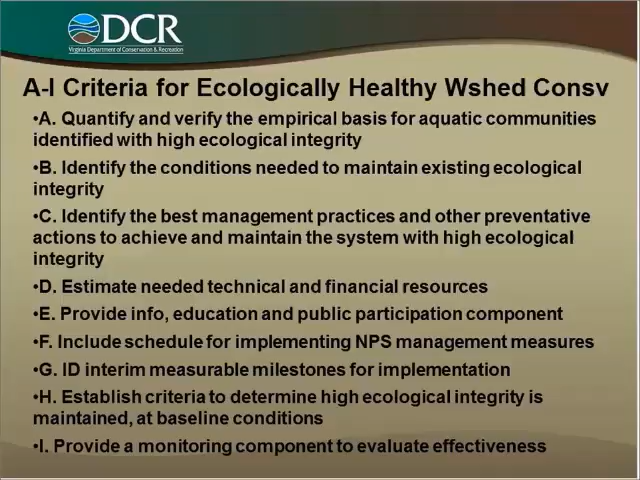 DCR
Virginia Department of Conservation & Recreation
A-I Criteria for Ecologically Healthy Wshed Consv
•A. Quantify and verify the empirical basis for aquatic communities
identified with high ecological integrity
•B. Identify the conditions needed to maintain existing ecological
integrity
•C. Identify the best management practices and other preventative
actions to achieve and maintain the system with high ecological
integrity
•D. Estimate needed technical and financial resources
•E. Provide info, education and public participation component
•F. Include schedule for implementing NPS management measures
•G. ID interim measurable milestones for implementation
•H. Establish criteria to determine high ecological integrity is
maintained, at baseline conditions
•I. Provide a monitoring component to evaluate effectiveness